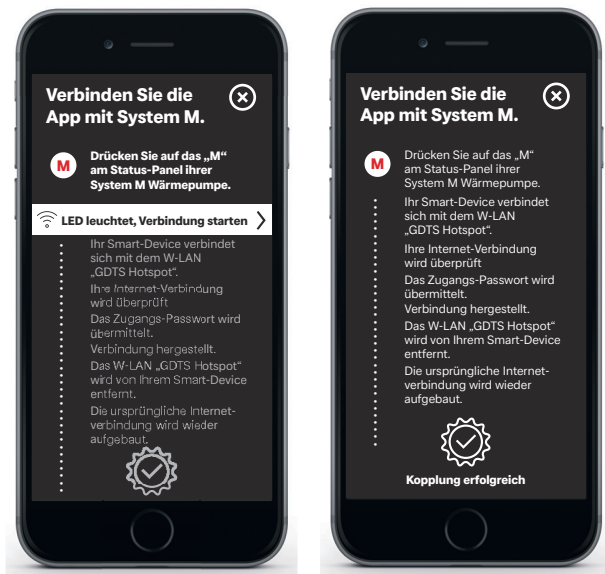 Verbinden Sie die
App mit System M.
M
Drücken Sie auf das „M“
am Status-Panel ihrer
System M Wärmepumpe.
LED leuchtet, Verbindung starten
Ihr Smart-Device verbindet
sich mit dem W-LAN
„GDTS Hotspot“.
Ihre Internet-Verbindung
wird überprüft
Das Zugangs-Passwort wird
übermittelt.
Verbindung hergestellt.
Das W-LAN „GDTS Hotspot“
wird von Ihrem Smart-Device
entfernt.
Die ursprüngliche Internet-
verbindung wird wieder
aufgebaut.
Verbinden Sie die
App mit System M.
M
Drücken Sie auf das „M“
am Status-Panel ihrer
System M Wärmepumpe.
Ihr Smart-Device verbindet
sich mit dem W-LAN
„GDTS Hotspot“.
Ihre Internet-Verbindung
wird überprüft
Das Zugangs-Passwort wird
übermittelt.
Verbindung hergestellt.
Das W-LAN „GDTS Hotspot“
wird von Ihrem Smart-Device
entfernt.
Die ursprüngliche Internet-
verbindung wird wieder
aufgebaut.
Kopplung erfolgreich